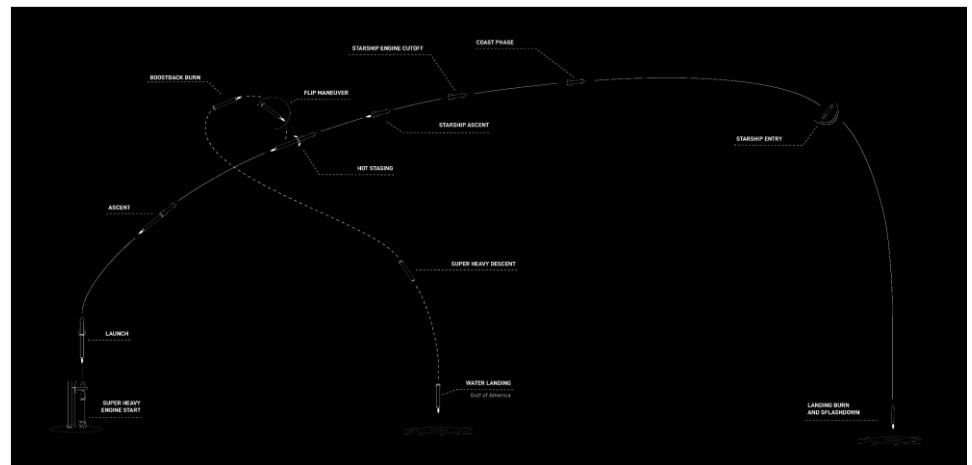 COAST PHASE
STARSHIP ENGINE CUTOFF
BOOSTBACK BURN
FLIP MANEUVER
STARSHIP ASCENT
STARSHIP ENTRY
HOT STAGING
ASCENT
SUPER HEAVY DESCENT
LAUNCH
WATER LANDING
Gulf of America
SUPER HEAVY
ENGINE START
LANDING BURN
AND SPLASHDOWN